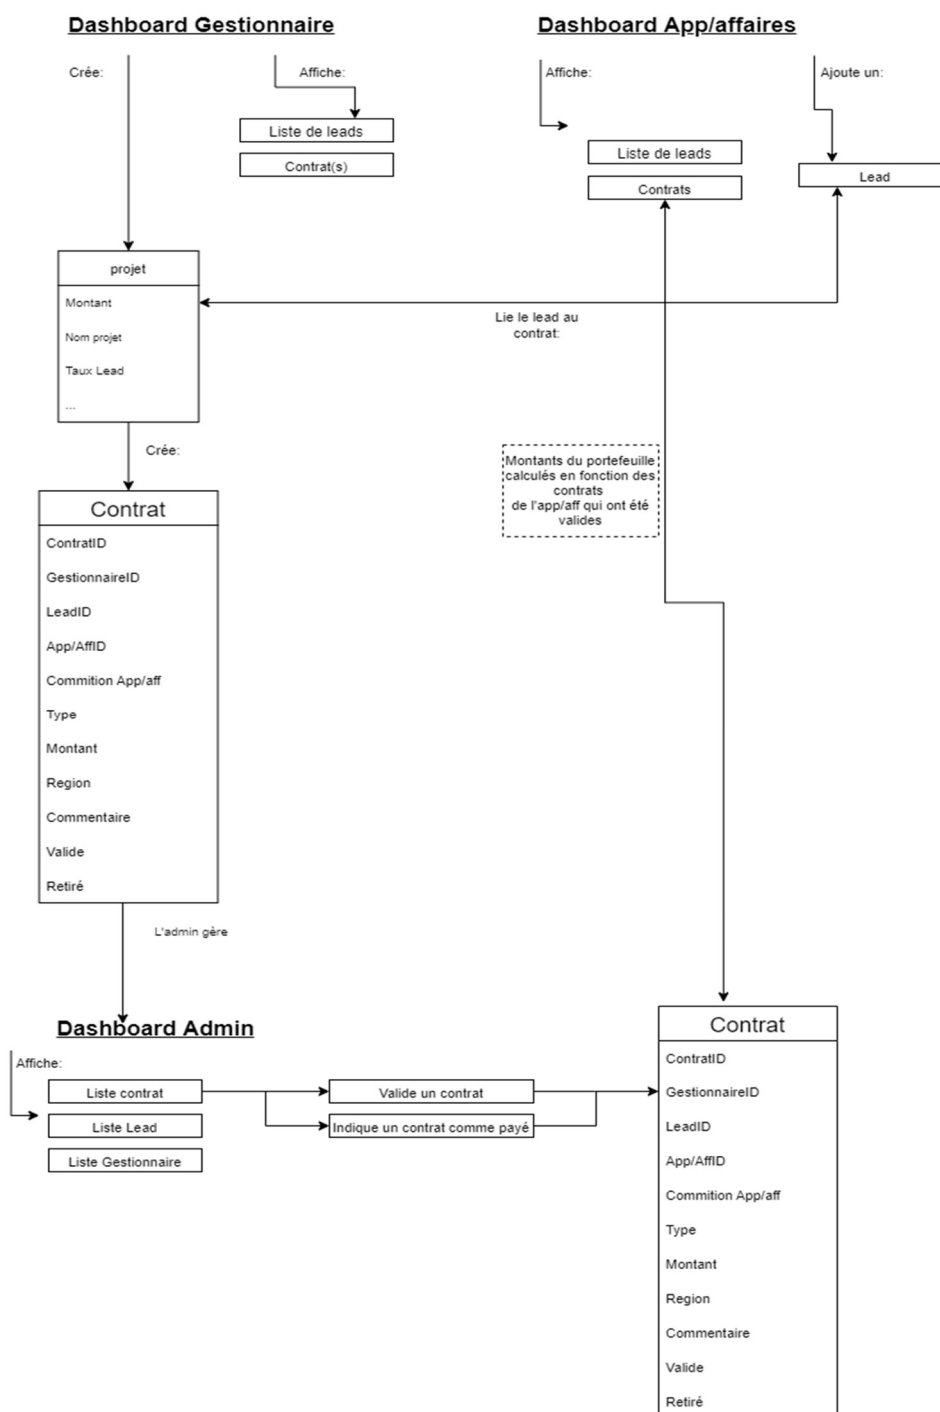 Dashboard Gestionnaire
Dashboard App/affaires
Crée:
Affiche:
Affiche:
Ajoute un:
Liste de leads
Contrat(s)
Liste de leads
Contrats
Lead
projet
Montant
Nom projet
Taux Lead
...
Lie le lead au
contrat:
Crée:
Montants du portefeuille
calculés en fonction des
contrats
de l'app/aff qui ont été
valides
Contrat
ContratID
GestionnaireID
LeadID
App/AffID
Commition App/aff
Type
Montant
Region
Commentaire
Valide
Retiré
L'admin gère
Dashboard Admin
Affiche:
Liste contrat
Liste Lead
Liste Gestionnaire
Valide un contrat
Indique un contrat comme payé
Contrat
ContratID
GestionnaireID
LeadID
App/AffID
Commition App/aff
Type
Montant
Region
Commentaire
Valide
Retiré